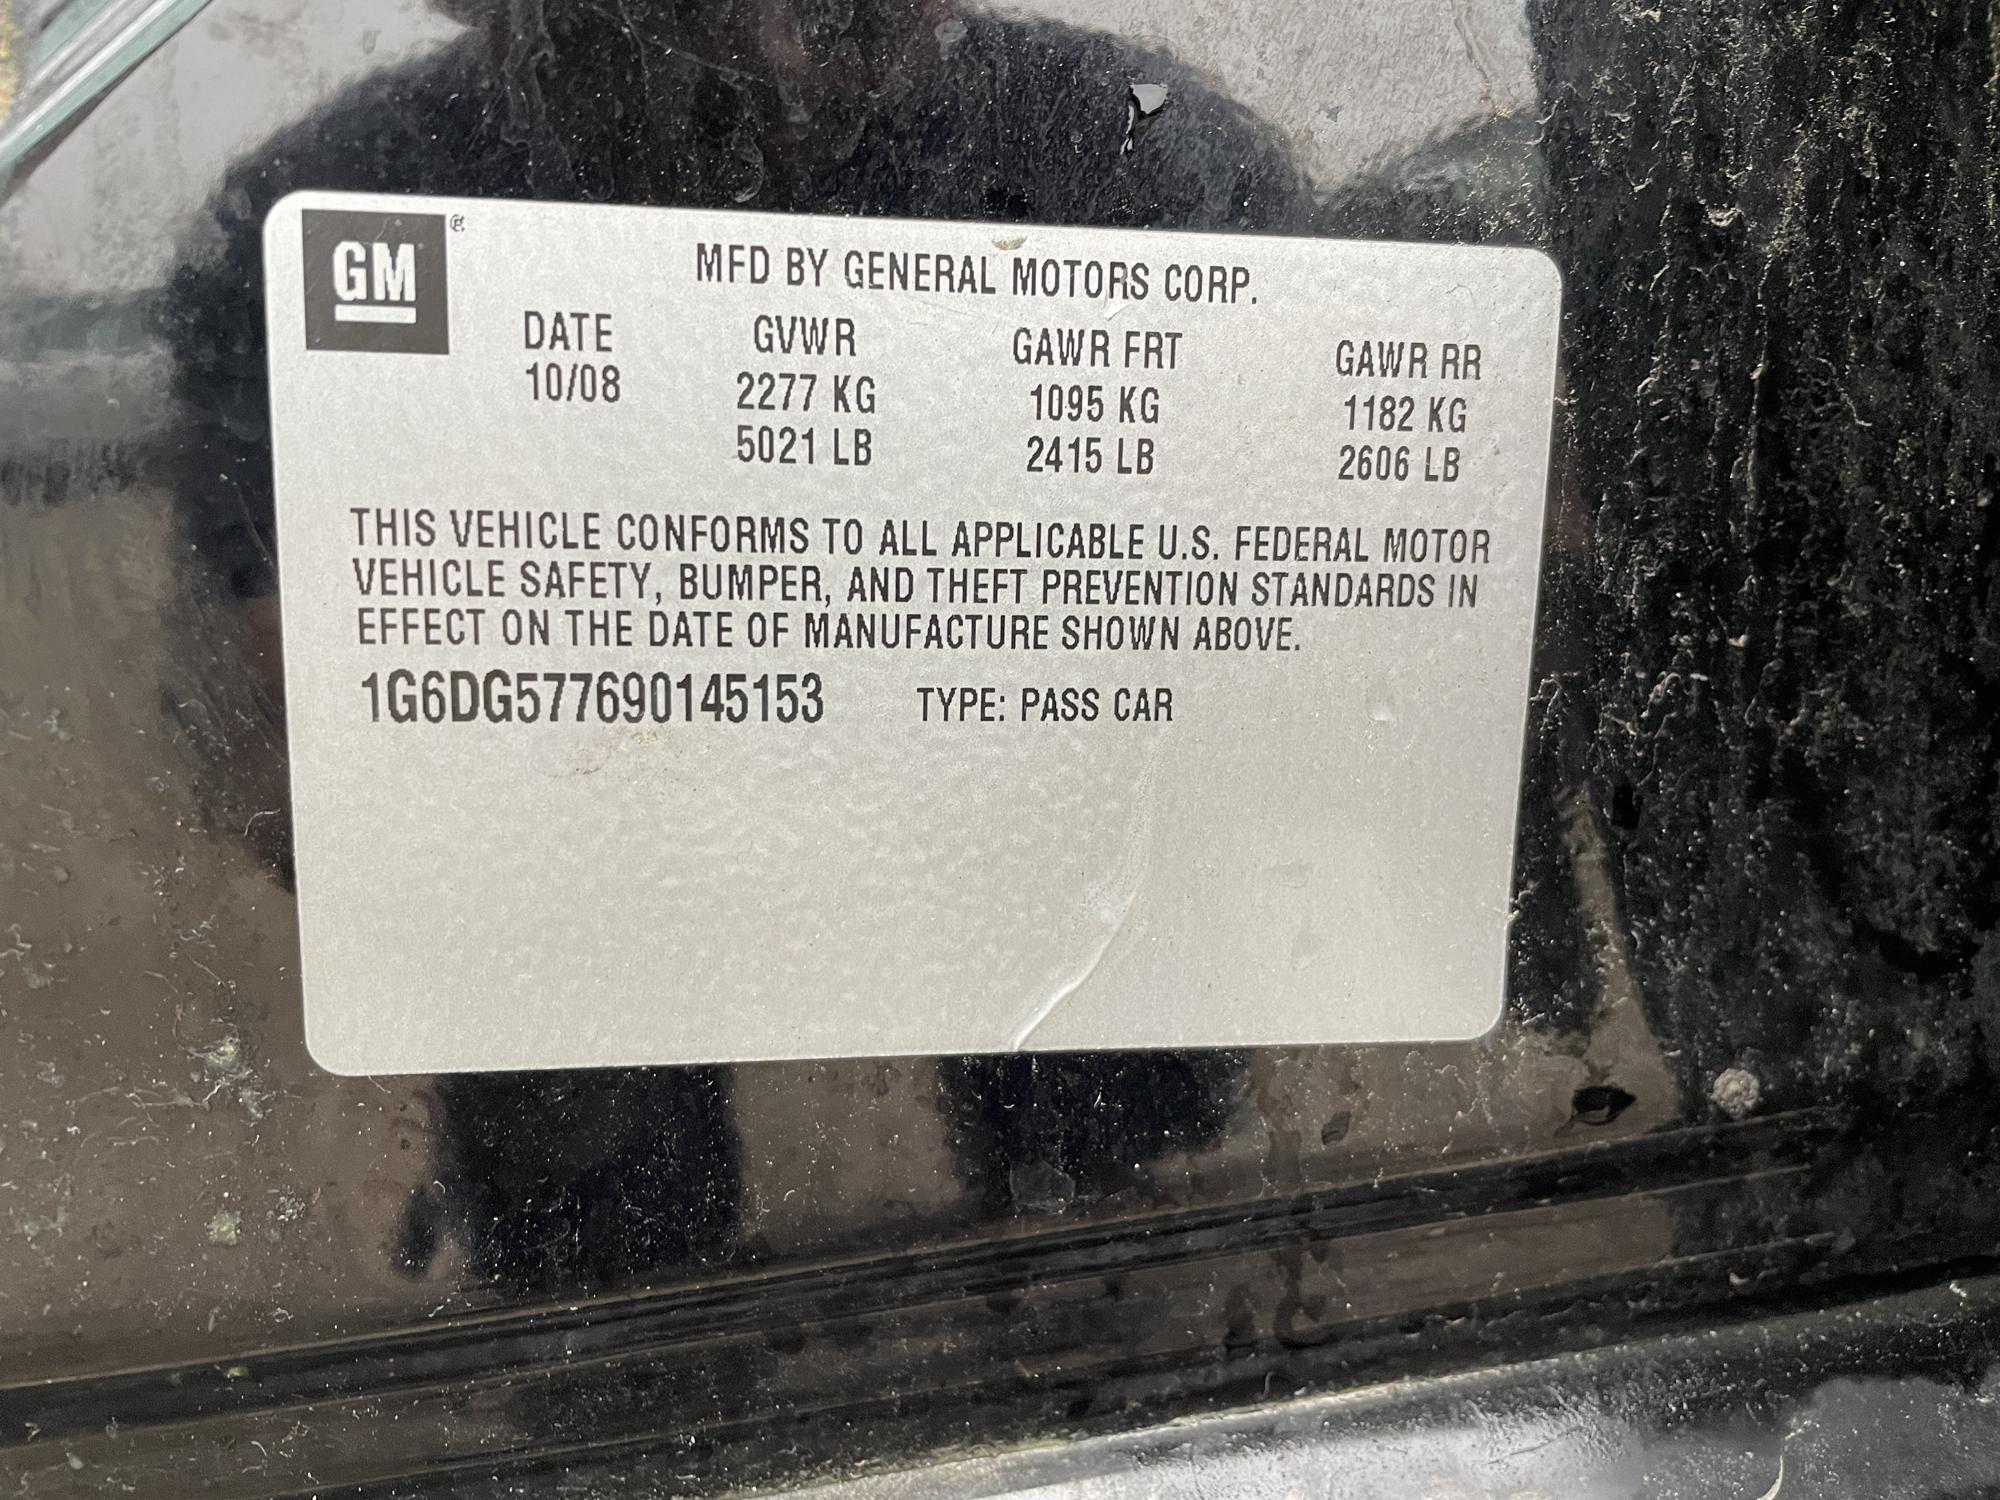 GM®
MFD BY GENERAL MOTORS CORP.
DATE GVWR GAWR FRT GAWR RR
10/08 2277 KG 1095 KG 1182 KG
5021 LB 2415 LB 2606 LB
THIS VEHICLE CONFORMS TO ALL APPLICABLE U.S. FEDERAL MOTOR
VEHICLE SAFETY, BUMPER, AND THEFT PREVENTION STANDARDS IN
EFFECT ON THE DATE OF MANUFACTURE SHOWN ABOVE.
1G6DG577690145153 TYPE: PASS CAR